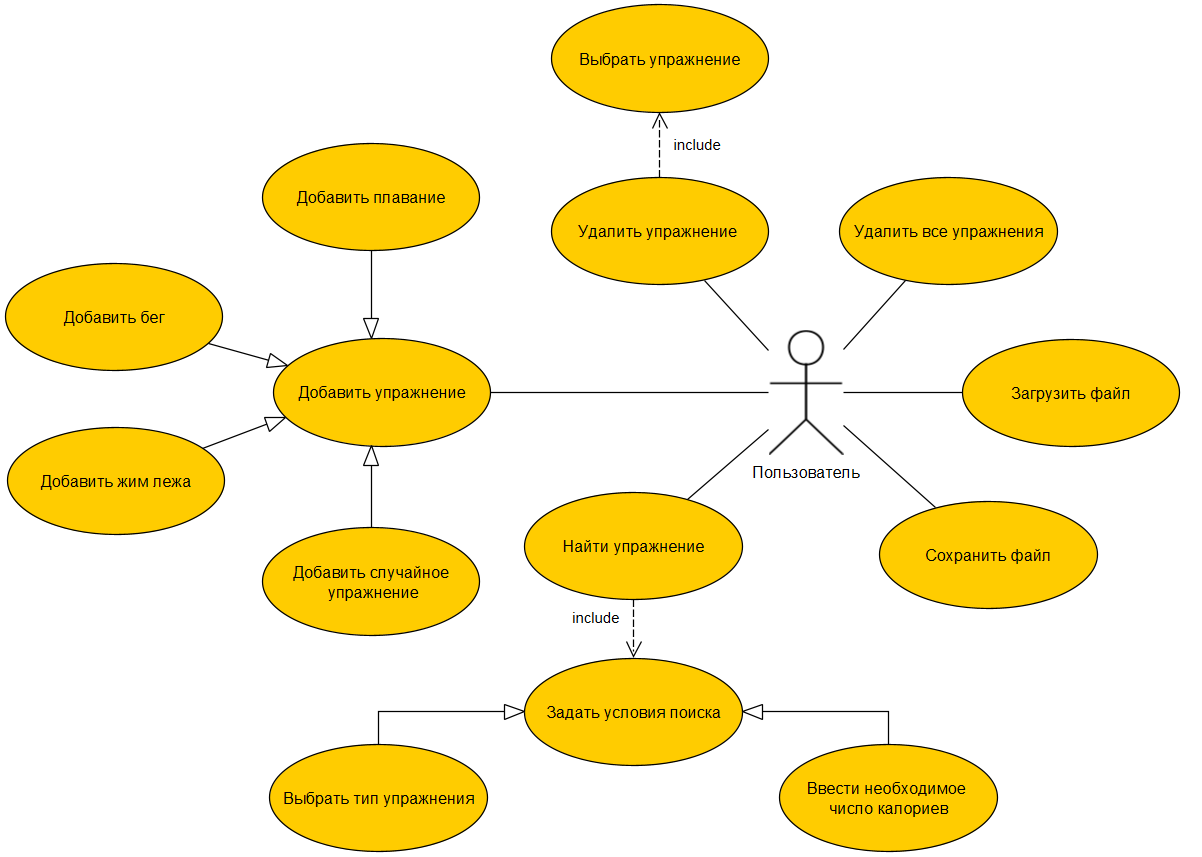 Выбрать упражнение
include
Добавить плавание
Удалить упражнение
Удалить все упражнения
Добавить бег
Добавить упражнение
Загрузить файл
Пользователь
Добавить жим лежа
Найти упражнение
Сохранить файл
Добавить случайное
упражнение
include
Задать условия поиска
Выбрать тип упражнения
Ввести необходимое
число калориев